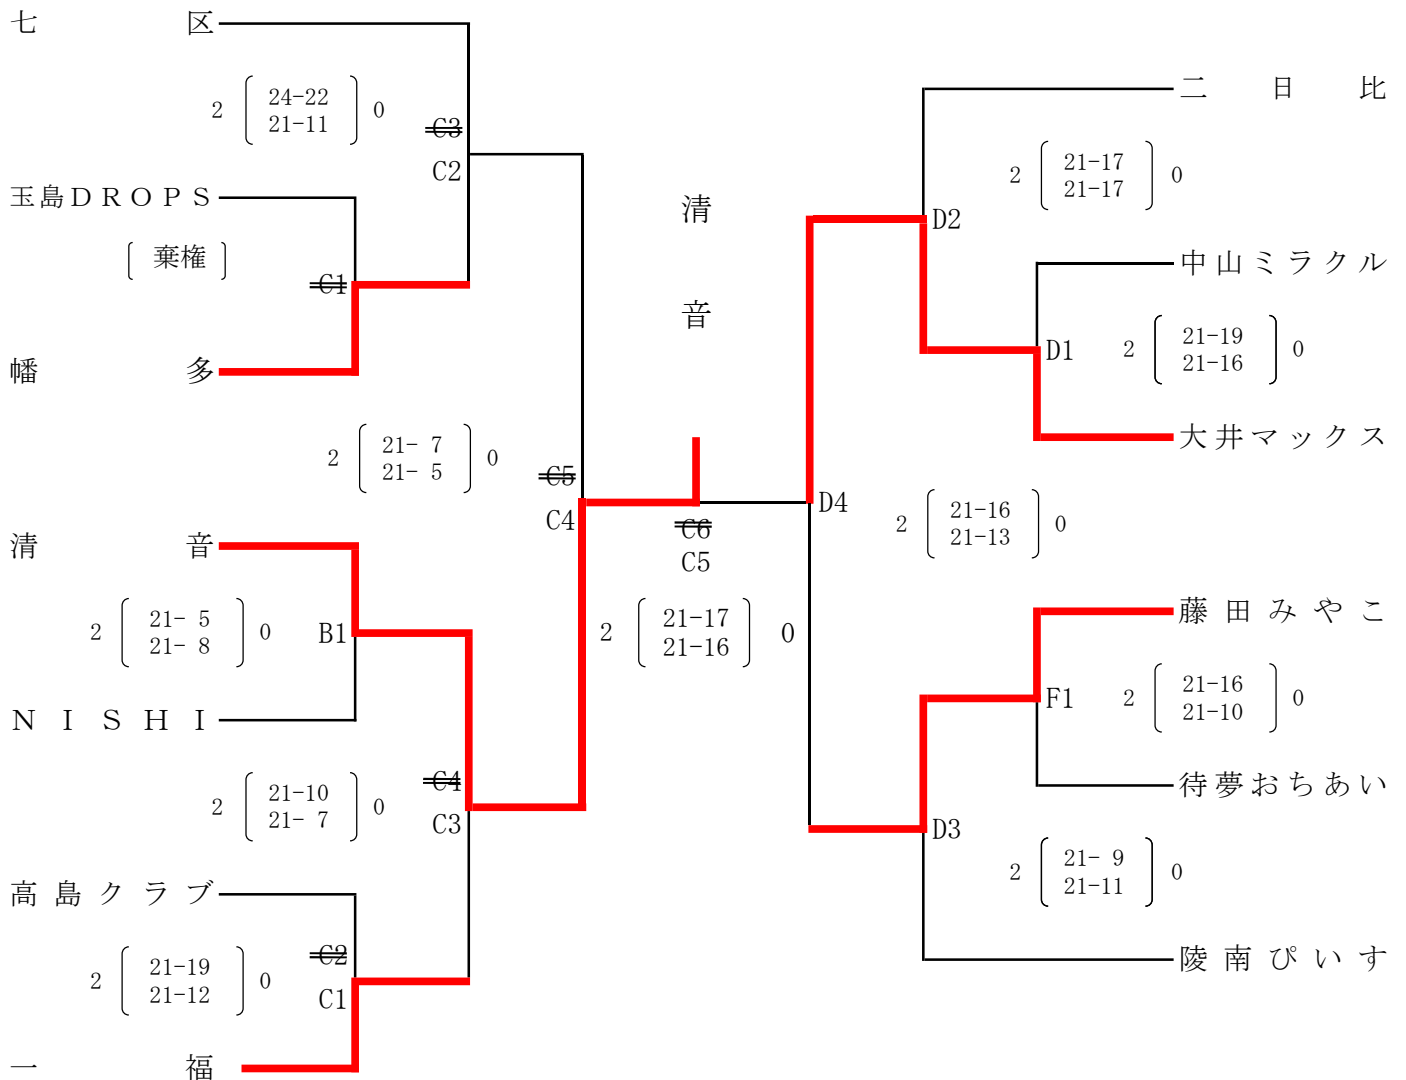 七 区
2 24-22 0
21-11
C3
C2
玉島DROPS
棄権
C1
幡 多
2 21- 7 0
21- 5
C5
C4
清 音
2 21- 5 0
21- 8
B1
NISHI
2 21-10 0
21- 7
C4
C3
高島クラブ
2 21-19 0
21-12
C2
C1
一 福
清
音
C6
C5
2 21-17 0
21-16
二日比
2 21-17 0
21-17
D2
中山ミラクル
D1 2 21-19 0
21-16
大井マックス
D4 2 21-16 0
21-13
藤田みやこ
F1 2 21-16 0
21-10
待夢おちあい
D3
2 21- 9 0
21-11
陵南ぴいす